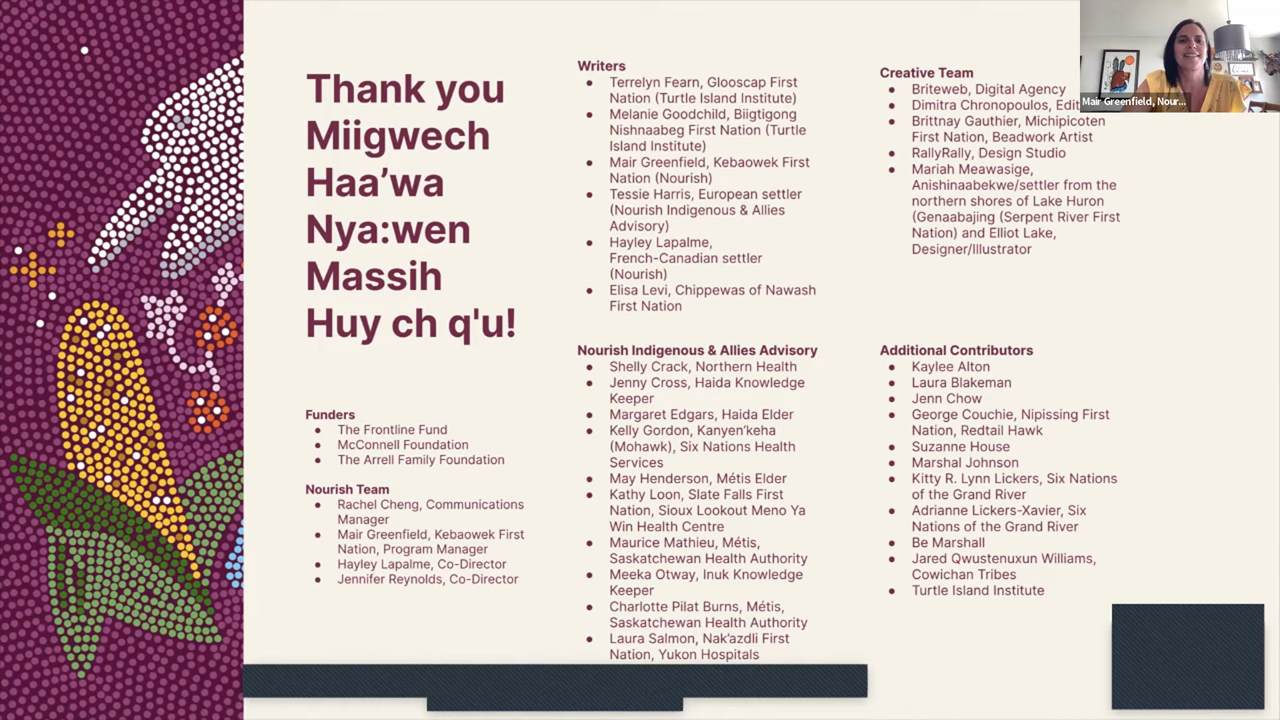 Thank you
Miigwech
Haa’wa
Nya:wen
Massih
Huy ch q'u!
Funders
● The Frontline Fund
● McConnell Foundation
● The Arrell Family Foundation
Nourish Team
● Rachel Cheng, Communications
Manager
● Mair Greenfield, Kebaowek First
Nation, Program Manager
● Hayley Lapalme, Co-Director
● Jennifer Reynolds, Co-Director
Writers
● Terrelyn Fearn, Glooscap First
Nation (Turtle Island Institute)
● Melanie Goodchild, Biigtigong
Nishnaabeg First Nation (Turtle
Island Institute)
● Mair Greenfield, Kebaowek First
Nation (Nourish)
● Tessie Harris, European settler
(Nourish Indigenous & Allies
Advisory)
● Hayley Lapalme,
French-Canadian settler
(Nourish)
● Elisa Levi, Chippewas of Nawash
First Nation
Nourish Indigenous & Allies Advisory
● Shelly Crack, Northern Health
● Jenny Cross, Haida Knowledge
Keeper
● Margaret Edgars, Haida Elder
● Kelly Gordon, Kanyen’keha
(Mohawk), Six Nations Health
Services
● May Henderson, Métis Elder
● Kathy Loon, Slate Falls First
Nation, Sioux Lookout Meno Ya
Win Health Centre
● Maurice Mathieu, Métis,
Saskatchewan Health Authority
● Meeka Otway, Inuk Knowledge
Keeper
● Charlotte Pilat Burns, Métis,
Saskatchewan Health Authority
● Laura Salmon, Nak’azdli First
Nation, Yukon Hospitals
Creative Team
● Briteweb, Digital Agency
● Dimitra Chronopoulos, Edit
● Brittnay Gauthier, Michipicoten
First Nation, Beadwork Artist
● RallyRally, Design Studio
● Mariah Meawasige,
Anishinaabekwe/settler from the
northern shores of Lake Huron
(Genaabajing (Serpent River First
Nation) and Elliot Lake,
Designer/Illustrator
Additional Contributors
● Kaylee Alton
● Laura Blakeman
● Jenn Chow
● George Couchie, Nipissing First
Nation, Redtail Hawk
● Suzanne House
● Marshal Johnson
● Kitty R. Lynn Lickers, Six Nations
of the Grand River
● Adrianne Lickers-Xavier, Six
Nations of the Grand River
● Be Marshall
● Jared Qwustenuxun Williams,
Cowichan Tribes
● Turtle Island Institute
Mair Greenfield, Nour...